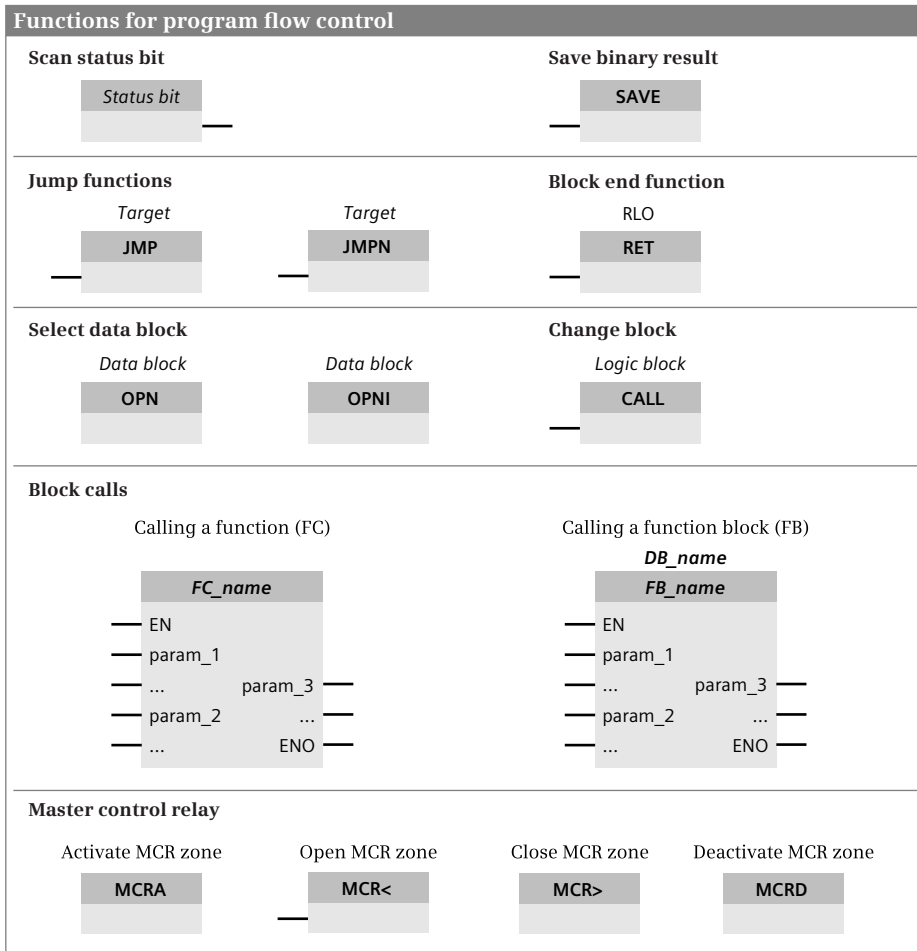 Functions for program flow control
Scan status bit
Save binary result
Status bit
SAVE
Jump functions
Block end function
Target
Target
RLO
JMP
JMPN
RET
Select data block
Change block
Data block
Data block
Logic block
OPN
OPNI
CALL
Block calls
Calling a function (FC)
FC_name
EN
param_1
... param_3
param_2 ...
... ENO
Calling a function block (FB)
DB_name
FB_name
EN
param_1
... param_3
param_2 ...
... ENO
Master control relay
Activate MCR zone
Open MCR zone
Close MCR zone
Deactivate MCR zone
MCRA
MCR<
MCR>
MCRD